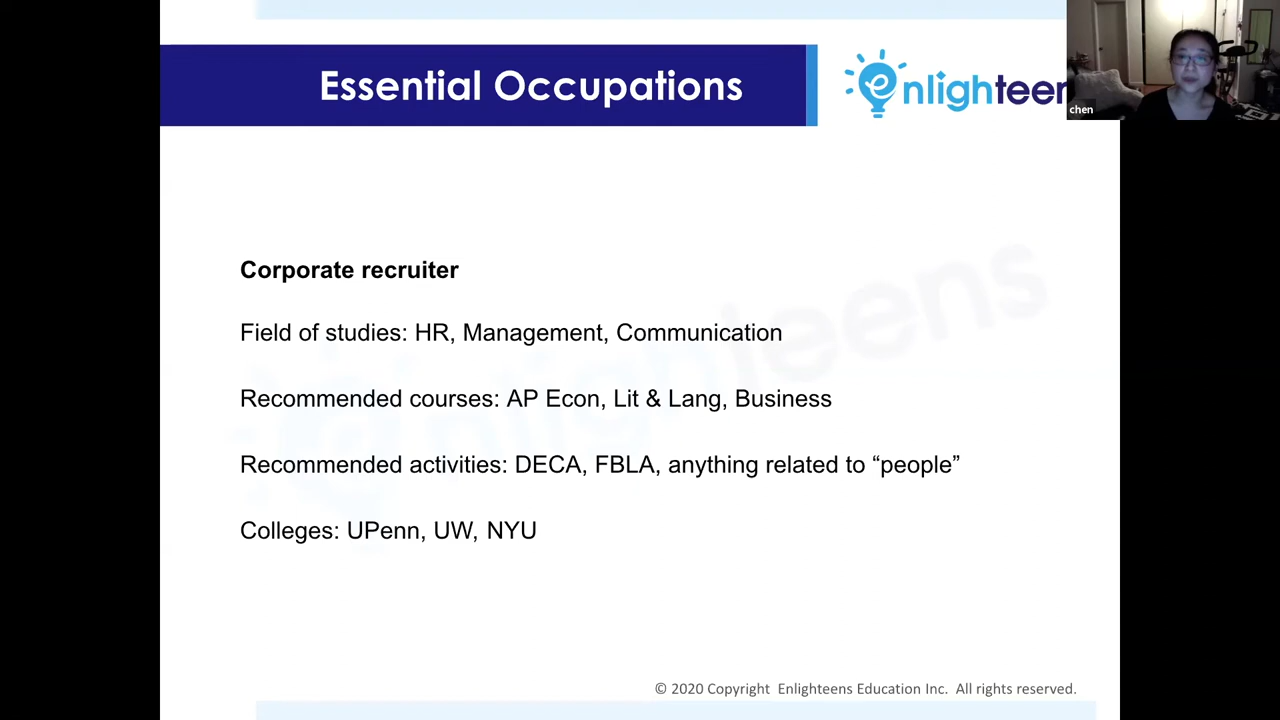 Essential Occupations
enlighteen
chen
Corporate recruiter
Field of studies: HR, Management, Communication
Recommended courses: AP Econ, Lit & Lang, Business
Recommended activities: DECA, FBLA, anything related to “people”
Colleges: UPenn, UW, NYU
enlighteens
© 2020 Copyright Enlighteens Education Inc. All rights reserved.